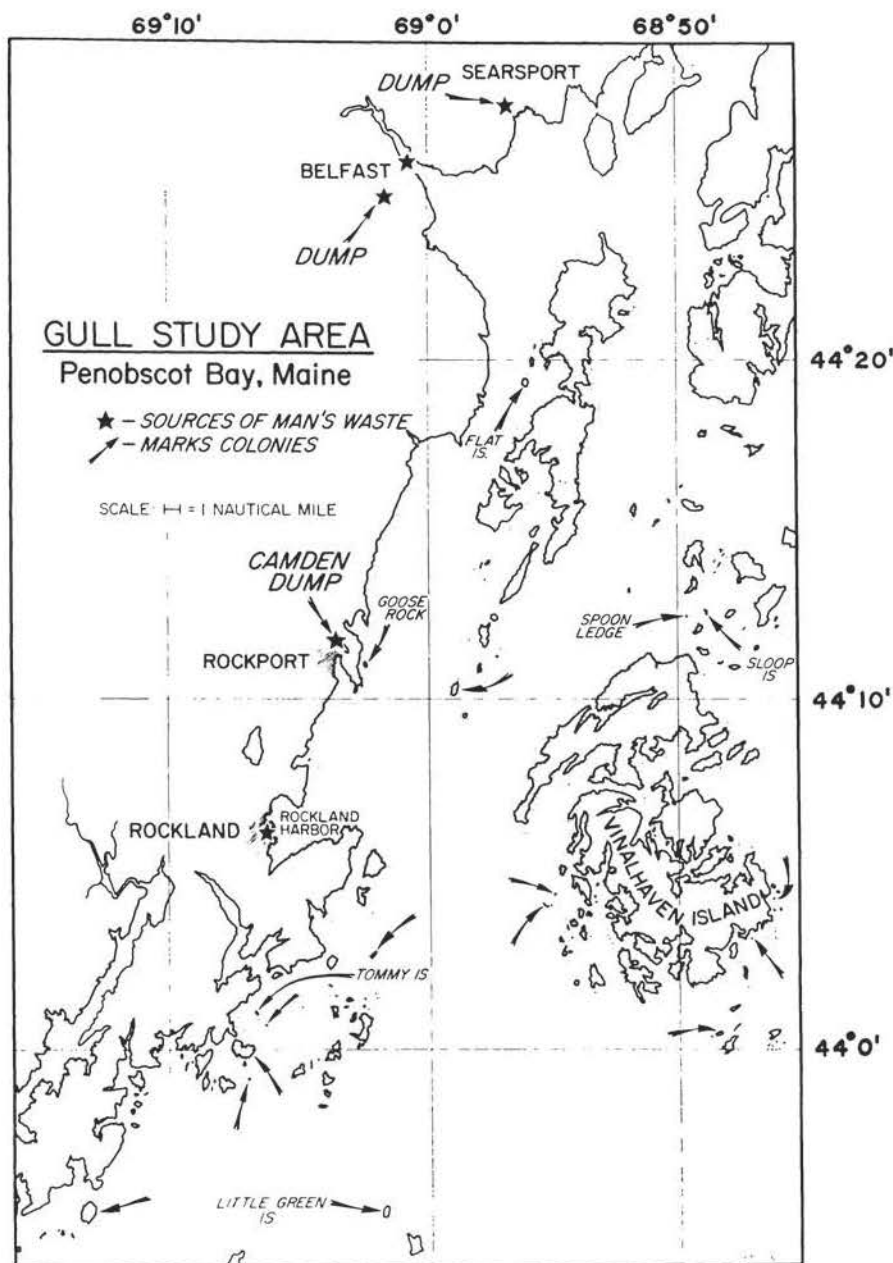 69°10'
69°0'
68°50'
SEARSPORT
DUMP
BELFAST
DUMP
GULL STUDY AREA
Penobscot Bay, Maine
★ - SOURCES OF MAN'S WASTE
- MARKS COLONIES
SCALE = 1 NAUTICAL MILE
44°20'
FLAT
IS.
CAMDEN
DUMP
GOOSE
ROCK
ROCKPORT
SPOON
LEDGE
SLOOP
IS
44°10'
ROCKLAND
ROCKLAND
HARBOR
VINALHAVEN ISLAND
TOMMY IS
44°0'
LITTLE GREEN
IS